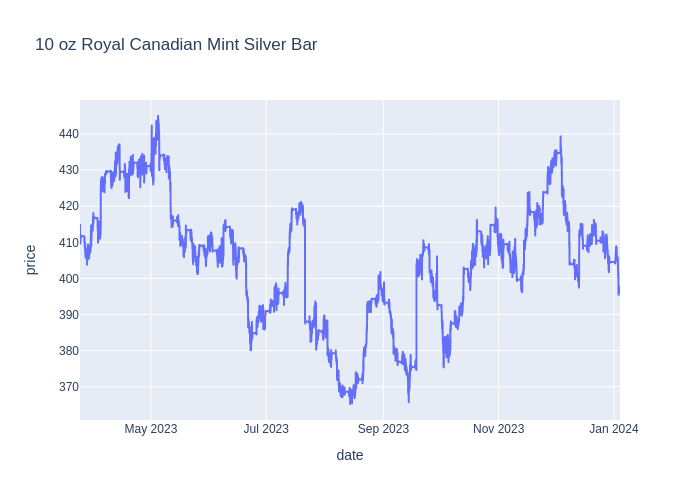 10 oz Royal Canadian Mint Silver Bar
440
430
420
410
400
390
380
370
price
May 2023
Jul 2023
Sep 2023
Nov 2023
Jan 2024
date